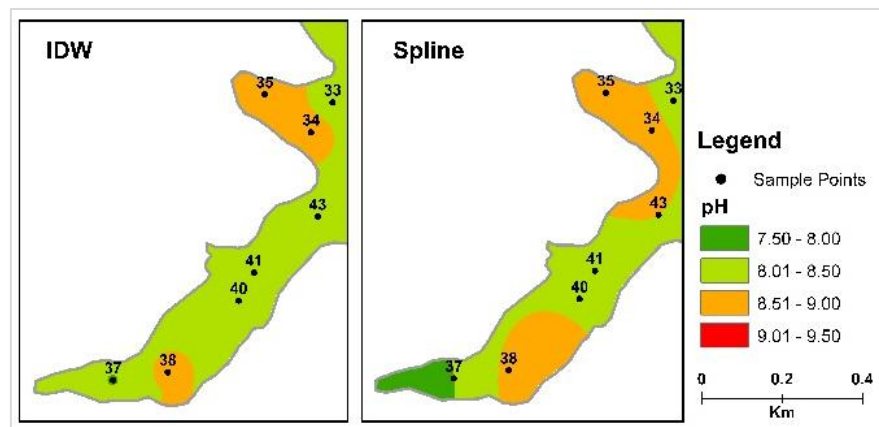 IDW
35
33
34
43
41
40
38
37
Spline
35
33
34
43
41
40
38
37
Legend
Sample Points
pH
7.50 - 8.00
8.01 - 8.50
8.51 - 9.00
9.01 - 9.50
0 0.2 0.4
Km